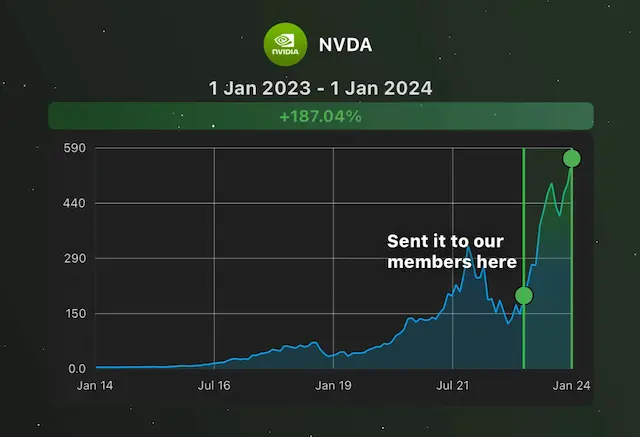 NVIDIA
NVDA
1 Jan 2023 - 1 Jan 2024
+187.04%
590
440
290
150
0.0
Sent it to our
members here
Jan 14
Jul 16
Jan 19
Jul 21
Jan 24